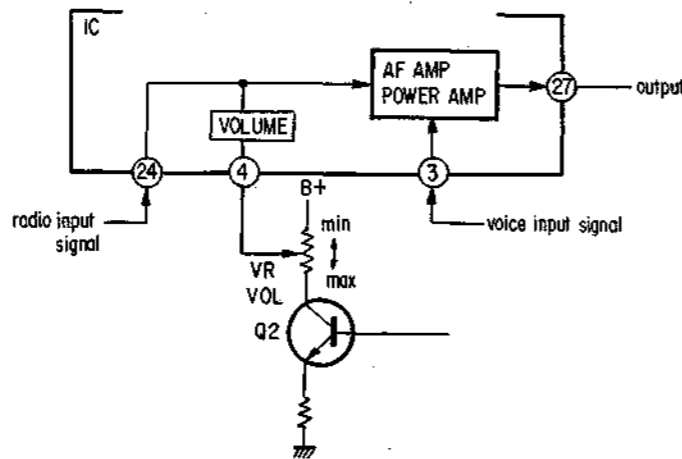 IC
AF AMP
POWER AMP
27
output
VOLUME
24
4
3
B+
radio input
signal
min
voice input signal
VR
VOL
max
Q2